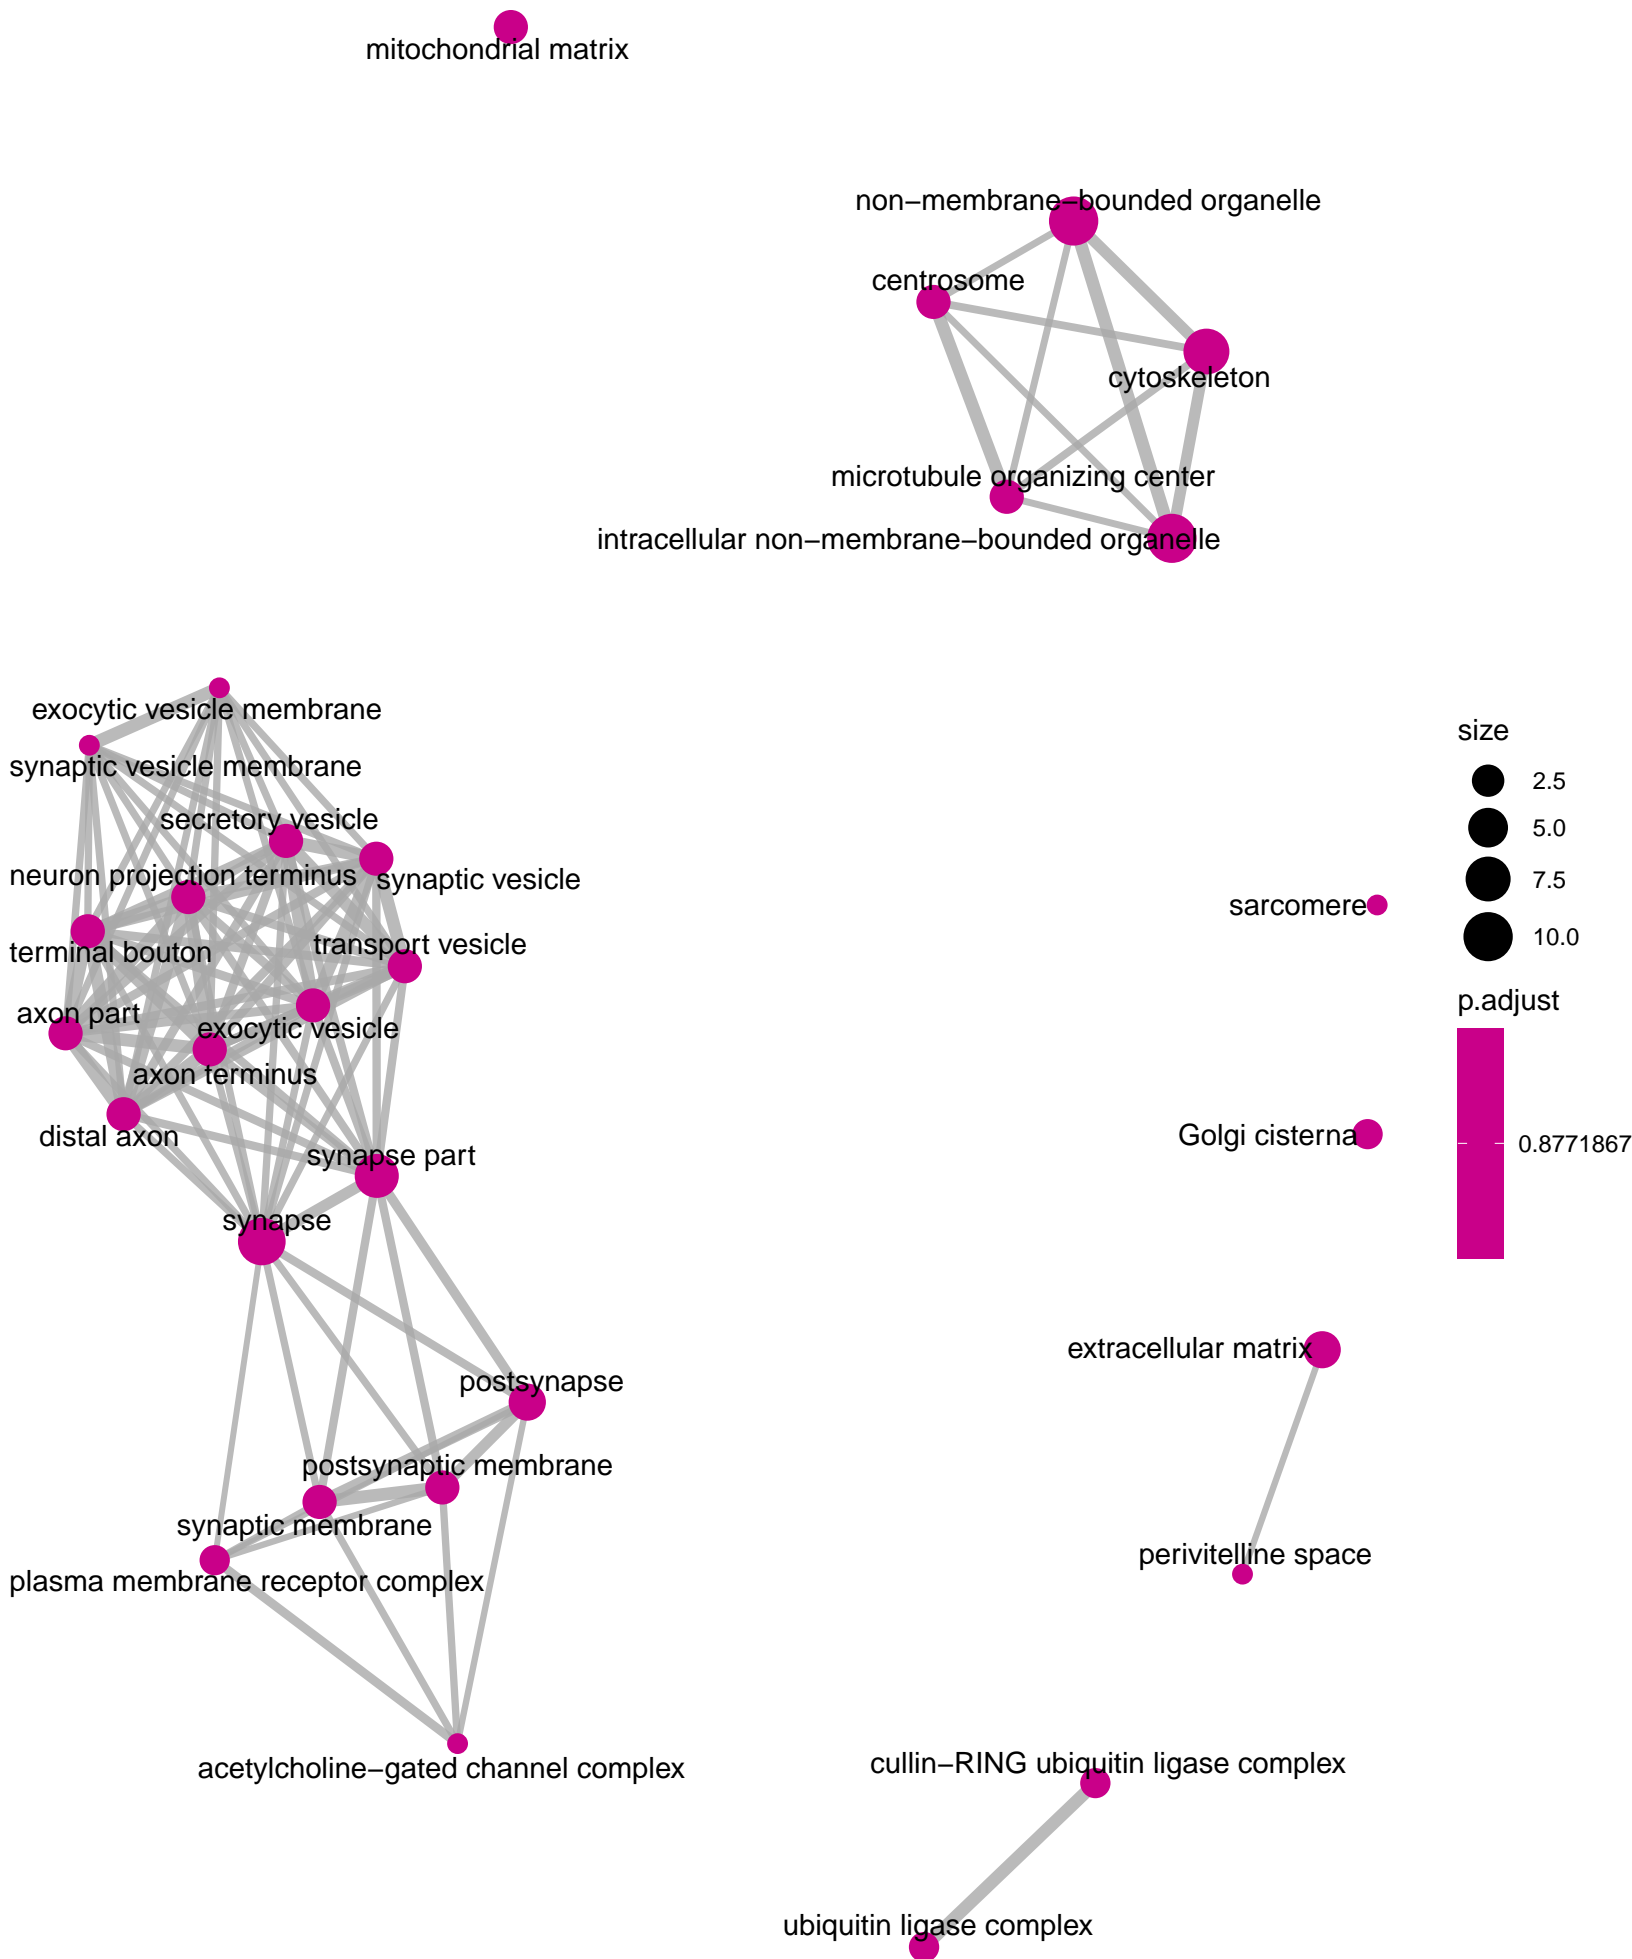 mitochondrial matrix
non−membrane−bounded organelle
centrosome
cytoskeleton
microtubule organizing center
intracellular non−membrane−bounded organelle
exocytic vesicle membrane
synaptic vesicle membrane
secretory vesicle
neuron projection terminus
synaptic vesicle
terminal bouton
transport vesicle
axon part
exocytic vesicle
axon terminus
distal axon
synapse part
synapse
postsynapse
postsynaptic membrane
synaptic membrane
plasma membrane receptor complex
acetylcholine−gated channel complex
sarcomere
Golgi cisterna
extracellular matrix
perivitelline space
cullin−RING ubiquitin ligase complex
ubiquitin ligase complex
size
2.5
5.0
7.5
10.0
p.adjust
0.8771867